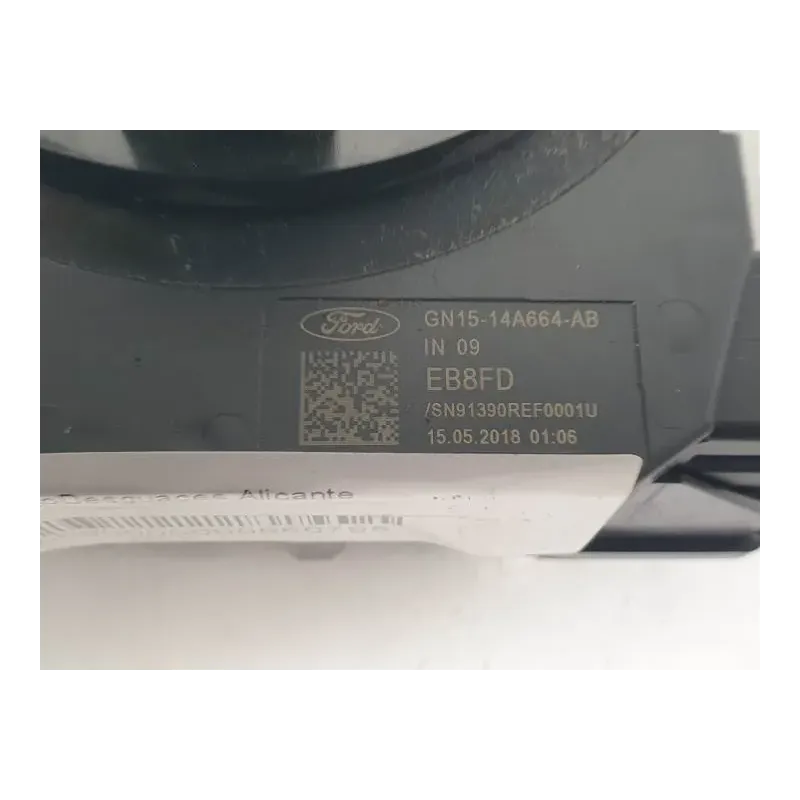 Ford
GN15-14A664-AB
IN 09
EB8FD
/SN91390REF0001U
15.05.2018 01:06
Alicante